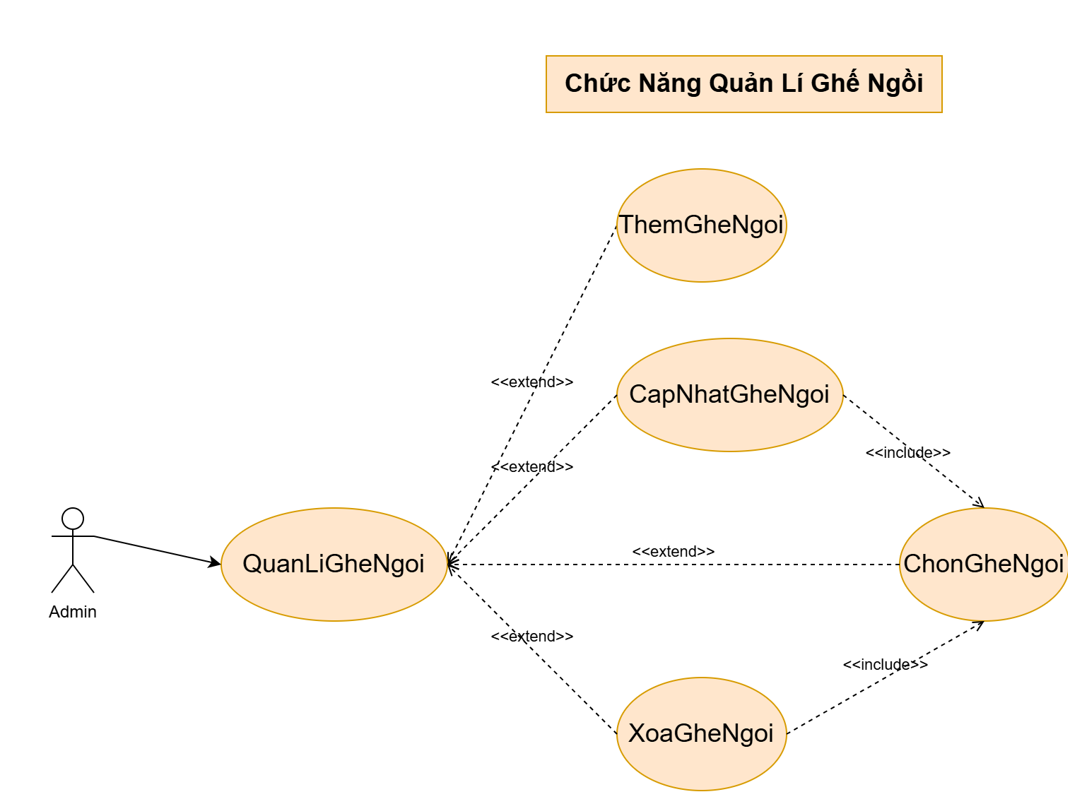 Chức Năng Quản Lí Ghế Ngồi
ThemGheNgoi
<<extend>>
CapNhatGheNgoi
<<extend>>
<<include>>
QuanLiGheNgoi
<<extend>>
ChonGheNgoi
Admin
<<extend>>
<<include>>
XoaGheNgoi